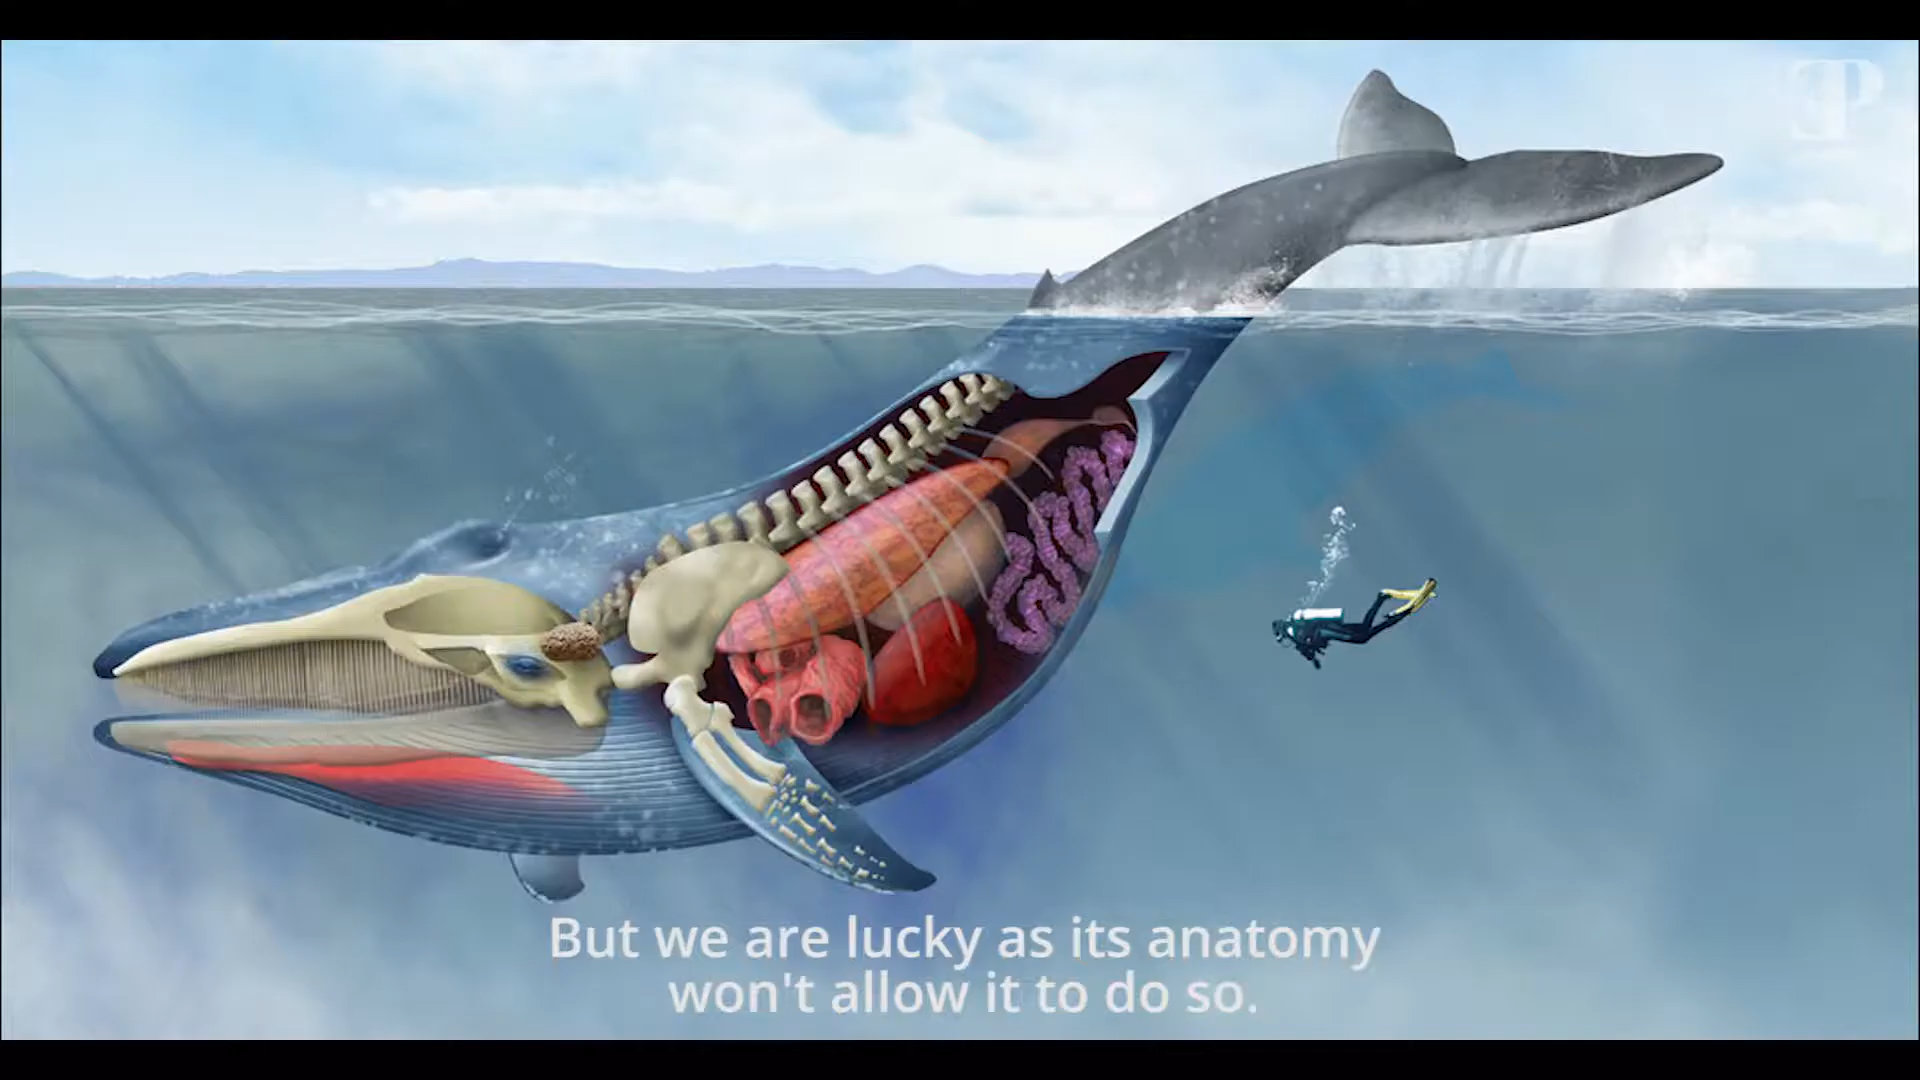 But we are lucky as its anatomy
won't allow it to do so.